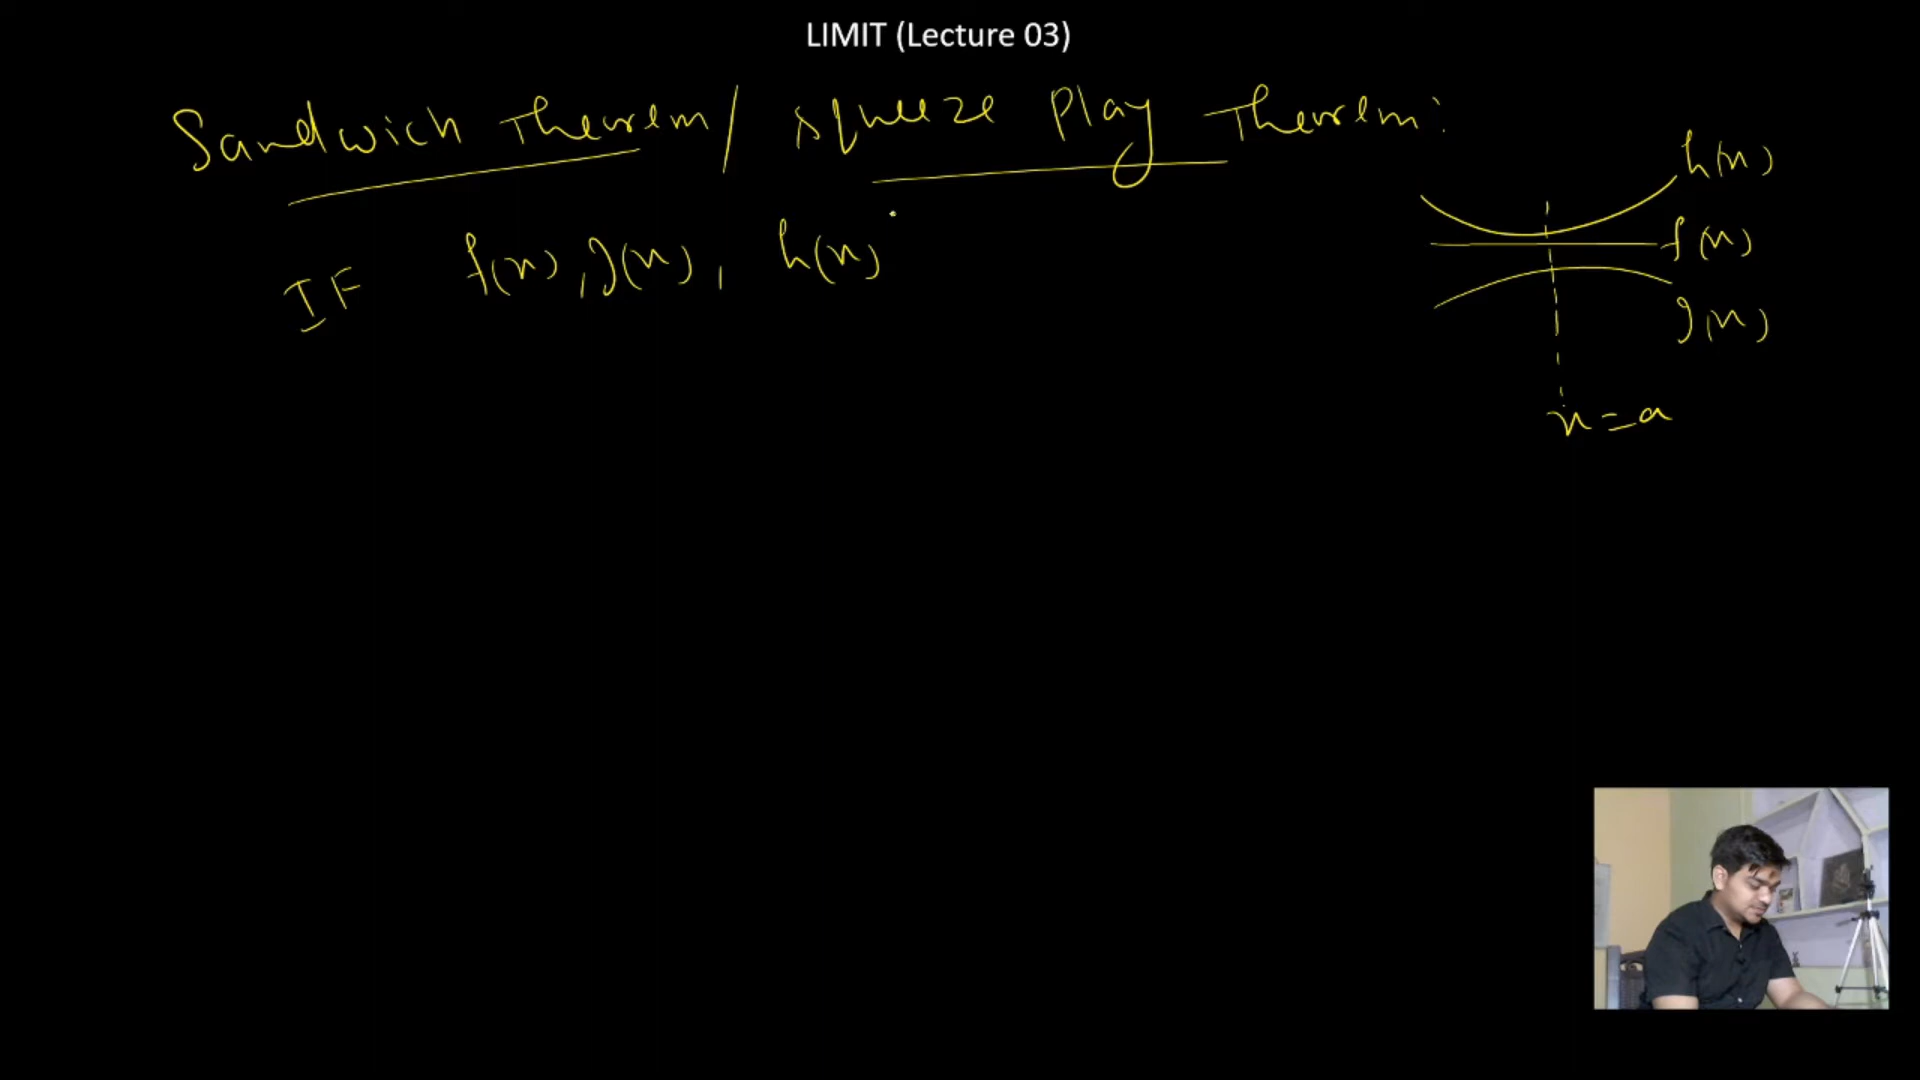 LIMIT (Lecture 03)
Sandwich Theorem / squeeze Play Theorem:
h(x)
f(x)
IF f(x), g(x), h(x)
g(x)
x=a